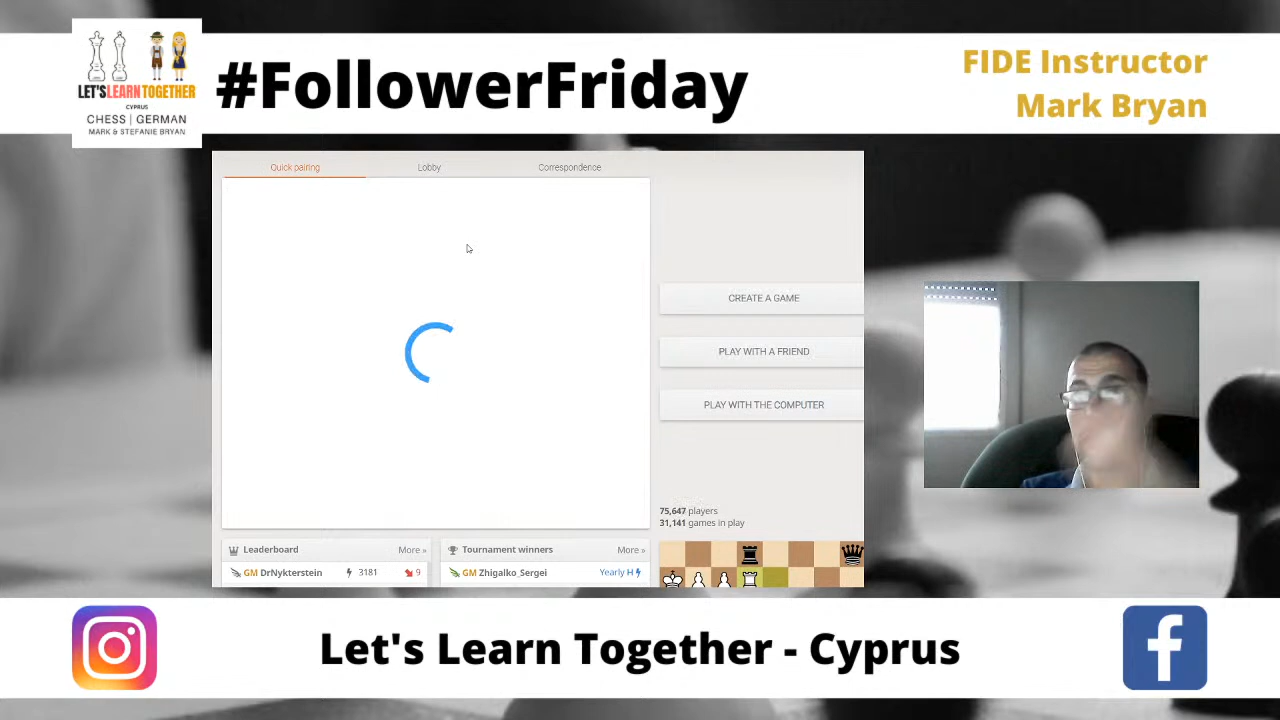 #FollowerFriday
FIDE Instructor
Mark Bryan
LET'SLEARNTOGETHER
CYPRUS
CHESS | GERMAN
MARK & STEFANIE BRYAN
Quick pairing Lobby Correspondence
CREATE A GAME
PLAY WITH A FRIEND
PLAY WITH THE COMPUTER
75,647 players
31,141 games in play
Leaderboard More »
Tournament winners More »
GM DrNykterstein 3181 9
GM Zhigalko_Sergei Yearly H
Let's Learn Together - Cyprus